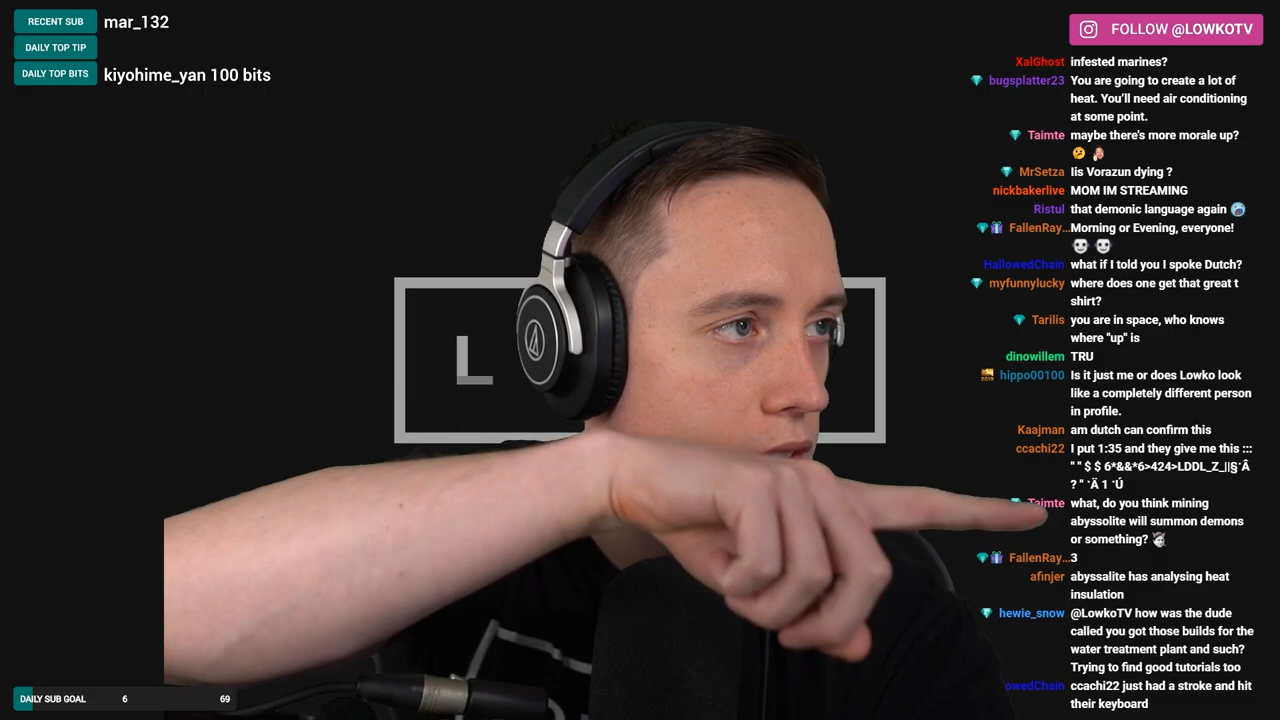 RECENT SUB mar_132
DAILY TOP TIP
DAILY TOP BITS kiyohime_yan 100 bits
FOLLOW @LOWKOTV
XalGhost infested marines?
bugsplatter23 You are going to create a lot of
heat. You'll need air conditioning
at some point.
Taimte maybe there's more morale up?
MrSetza Iis Vorazun dying ?
nickbakerlive MOM IM STREAMING
Ristul that demonic language again
FallenRay... Morning or Evening, everyone!
HallowedChain what if I told you I spoke Dutch?
myfunnylucky where does one get that great t
shirt?
Tarilis you are in space, who knows
where "up" is
dinowillem TRU
hippo00100 Is it just me or does Lowko look
like a completely different person
in profile.
Kaajman am dutch can confirm this
ccachi22 I put 1:35 and they give me this :::
" " $ $ 6*&&*6>424>LDDL_Z_||§¨Â
? " ¨Ä 1 ¨Ú
Taimte what, do you think mining
abyssolite will summon demons
or something?
FallenRay... 3
afinjer abyssalite has analysing heat
insulation
hewie_snow @LowkoTV how was the dude
called you got those builds for the
water treatment plant and such?
Trying to find good tutorials too
owedChain ccachi22 just had a stroke and hit
their keyboard
L
DAILY SUB GOAL 6 69